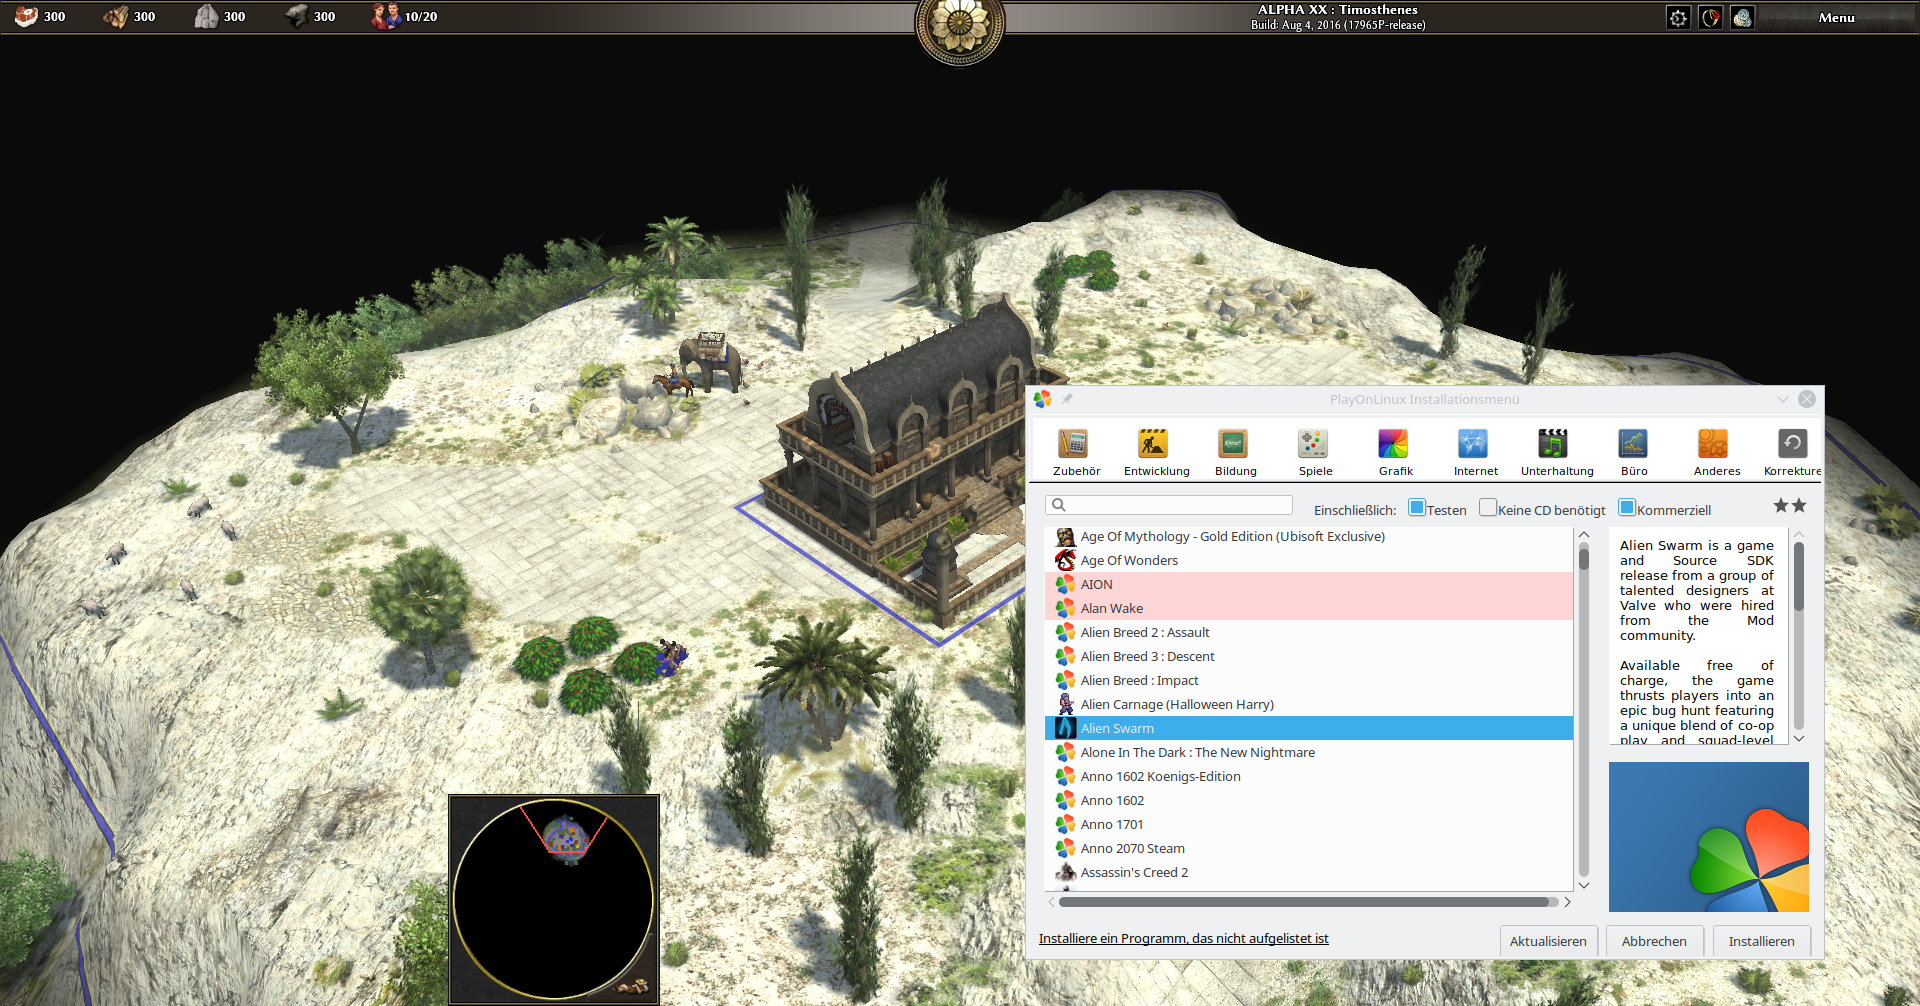 300 300 300 300 10/20
ALPHA XX : Timosthenes
Build: Aug 4, 2016 (17965P-release)
Menu
PlayOnLinux Installationsmenü
Zubehör Entwicklung Bildung Spiele Grafik Internet Unterhaltung Büro Anderes Korrekture
Einschließlich: Testen Keine CD benötigt Kommerziell
Age Of Mythology - Gold Edition (Ubisoft Exclusive)
Age Of Wonders
AION
Alan Wake
Alien Breed 2 : Assault
Alien Breed 3 : Descent
Alien Breed : Impact
Alien Carnage (Halloween Harry)
Alien Swarm
Alone In The Dark : The New Nightmare
Anno 1602 Koenigs-Edition
Anno 1602
Anno 1701
Anno 2070 Steam
Assassin's Creed 2
Alien Swarm is a game
and Source SDK
release from a group of
talented designers at
Valve who were hired
from the Mod
community.
Available free of
charge, the game
thrusts players into an
epic bug hunt featuring
a unique blend of co-op
play and squad-level
Installiere ein Programm, das nicht aufgelistet ist
Aktualisieren Abbrechen Installieren